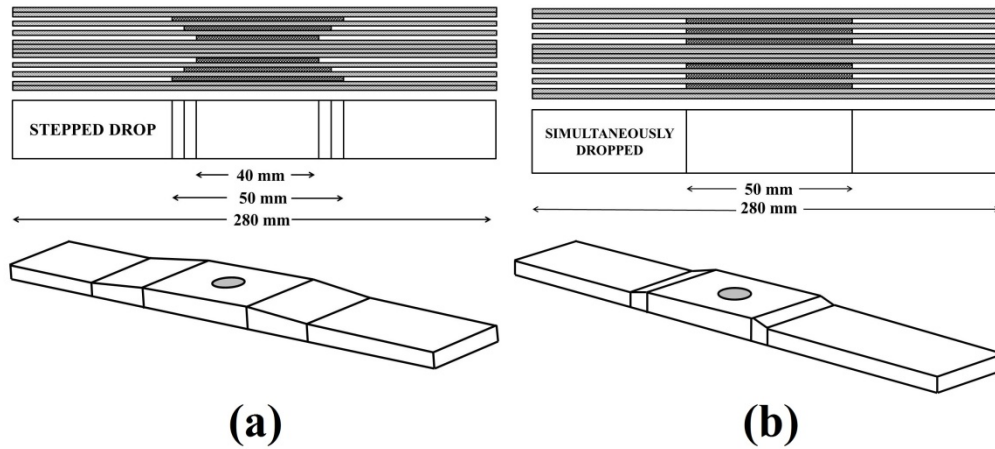 STEPPED DROP
40 mm
50 mm
280 mm
(a)
SIMULTANEOUSLY
DROPPED
50 mm
280 mm
(b)